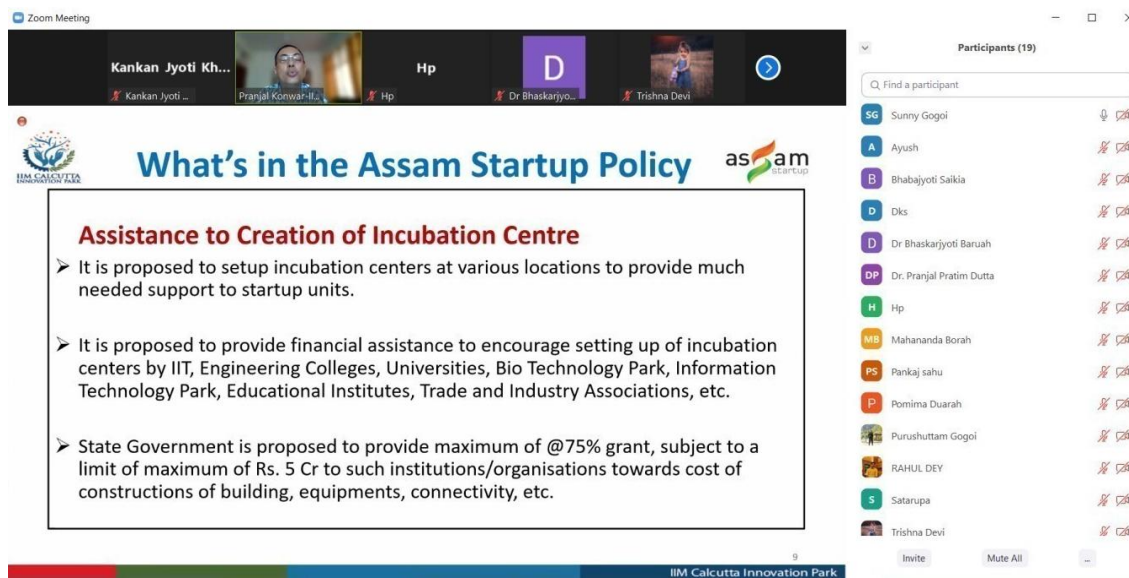 Zoom Meeting
Kankan Jyoti Kh...
Hp
D
Kankan Jyoti ...
Pranjal Konwar-II...
Hp
Dr Bhaskarjyo...
Trishna Devi
IIM CALCUTTA
INNOVATION PARK
What's in the Assam Startup Policy
assam
startup
Assistance to Creation of Incubation Centre
➤ It is proposed to setup incubation centers at various locations to provide much
needed support to startup units.
➤ It is proposed to provide financial assistance to encourage setting up of incubation
centers by IIT, Engineering Colleges, Universities, Bio Technology Park, Information
Technology Park, Educational Institutes, Trade and Industry Associations, etc.
➤ State Government is proposed to provide maximum of @75% grant, subject to a
limit of maximum of Rs. 5 Cr to such institutions/organisations towards cost of
constructions of building, equipments, connectivity, etc.
9
IIM Calcutta Innovation Park
Participants (19)
Find a participant
SG Sunny Gogoi
A Ayush
B Bhabajyoti Saikia
D Dks
D Dr Bhaskarjyoti Baruah
DP Dr. Pranjal Pratim Dutta
H Hp
MB Mahananda Borah
PS Pankaj sahu
P Pomima Duarah
Purushuttam Gogoi
RAHUL DEY
S Satarupa
Trishna Devi
Invite
Mute All
...